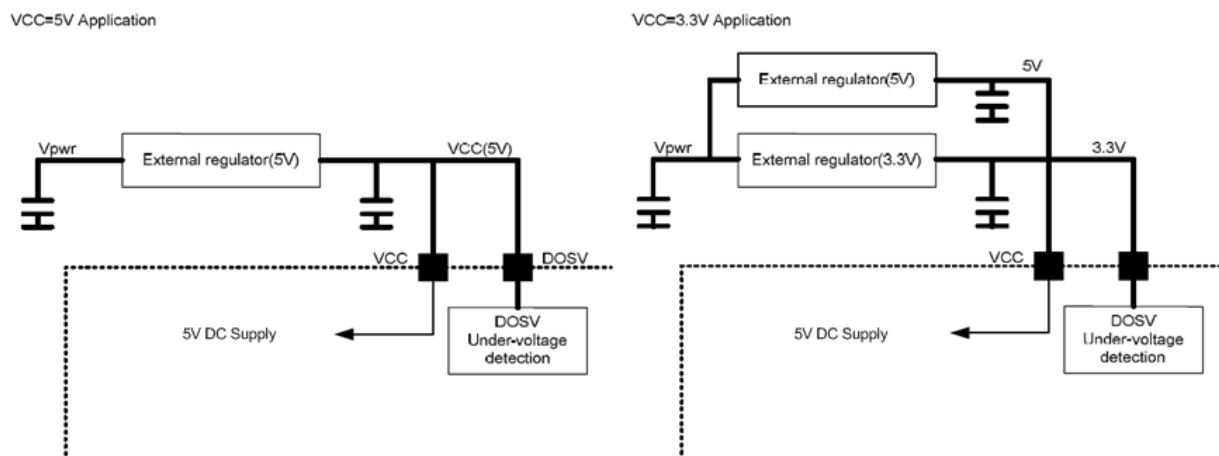 VCC=5V Application
Vpwr
External regulator(5V)
VCC(5V)
VCC
DOSV
5V DC Supply
DOSV
Under-voltage
detection
VCC=3.3V Application
External regulator(5V)
5V
Vpwr
External regulator(3.3V)
3.3V
VCC
5V DC Supply
DOSV
Under-voltage
detection